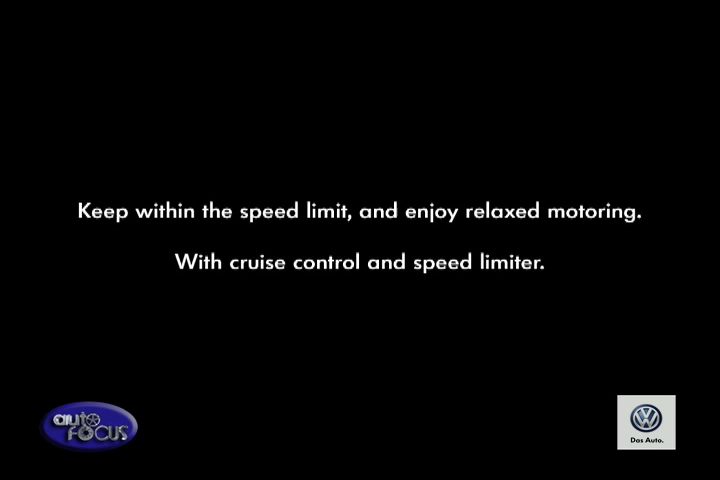 Keep within the speed limit, and enjoy relaxed motoring.
With cruise control and speed limiter.
auto
FOCUS
Das Auto.